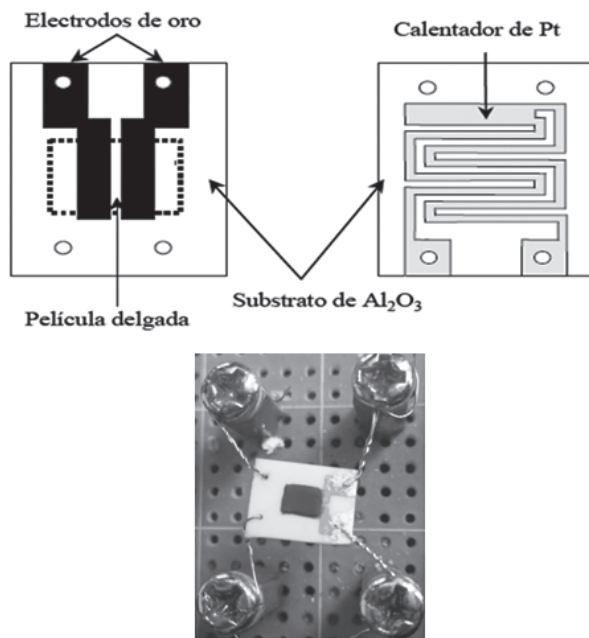 Electrodos de oro
Calentador de Pt
Substrato de Al₂O₃
Película delgada